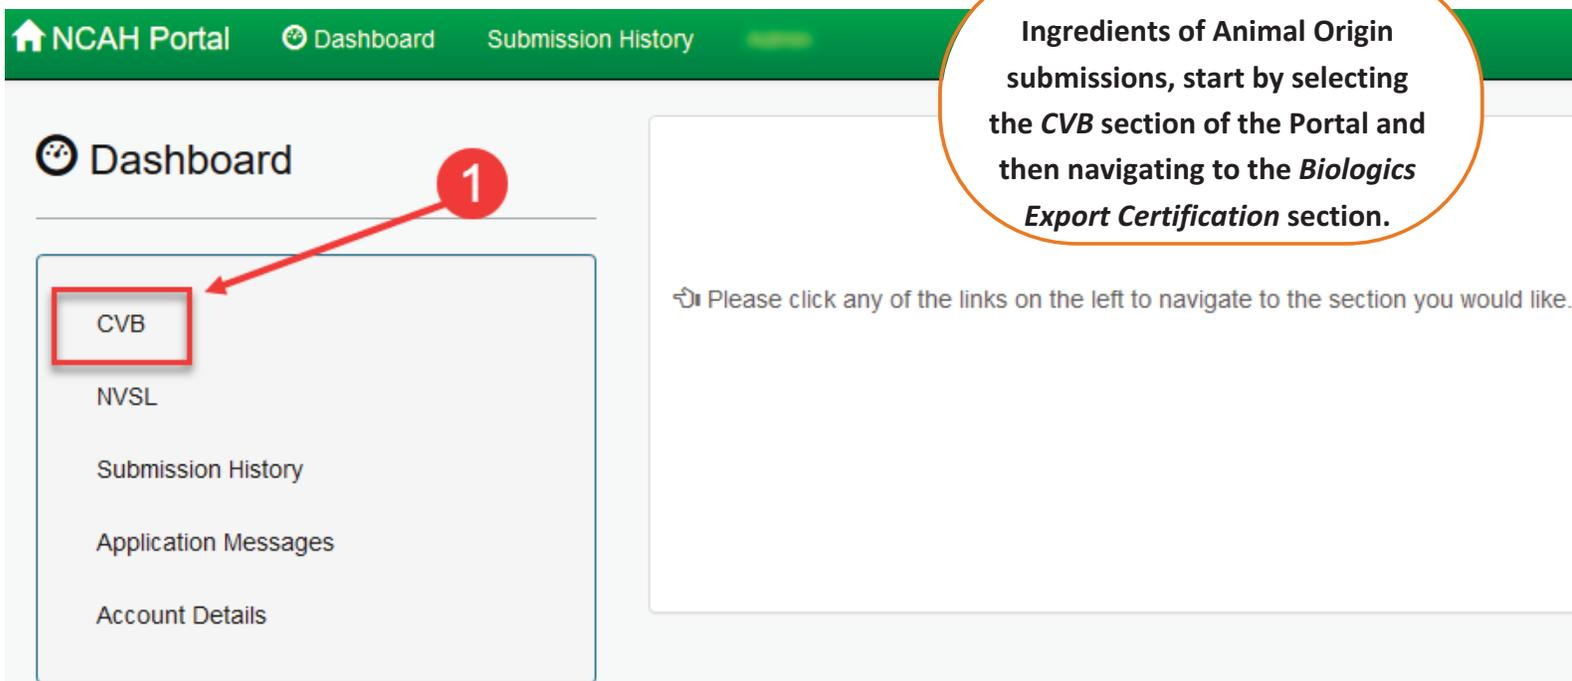 NCAH Portal Dashboard Submission History
Ingredients of Animal Origin
submissions, start by selecting
the CVB section of the Portal and
then navigating to the Biologics
Export Certification section.
Dashboard
1
CVB
NVSL
Submission History
Application Messages
Account Details
Please click any of the links on the left to navigate to the section you would like.